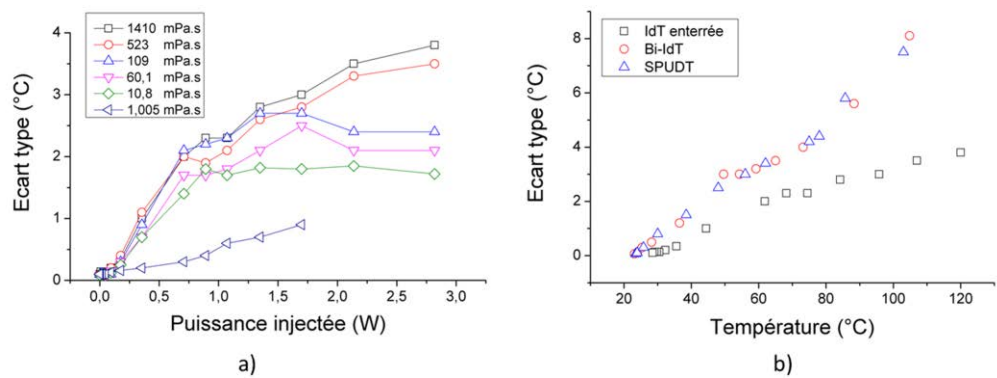 1410 mPa.s
523 mPa.s
109 mPa.s
60,1 mPa.s
10,8 mPa.s
1,005 mPa.s
Ecart type (°C)
4
3
2
1
0
0,0 0,5 1,0 1,5 2,0 2,5 3,0
Puissance injectée (W)
a)
IdT enterrée
Bi-IdT
SPUDT
Ecart type (°C)
8
6
4
2
0
20 40 60 80 100 120
Température (°C)
b)